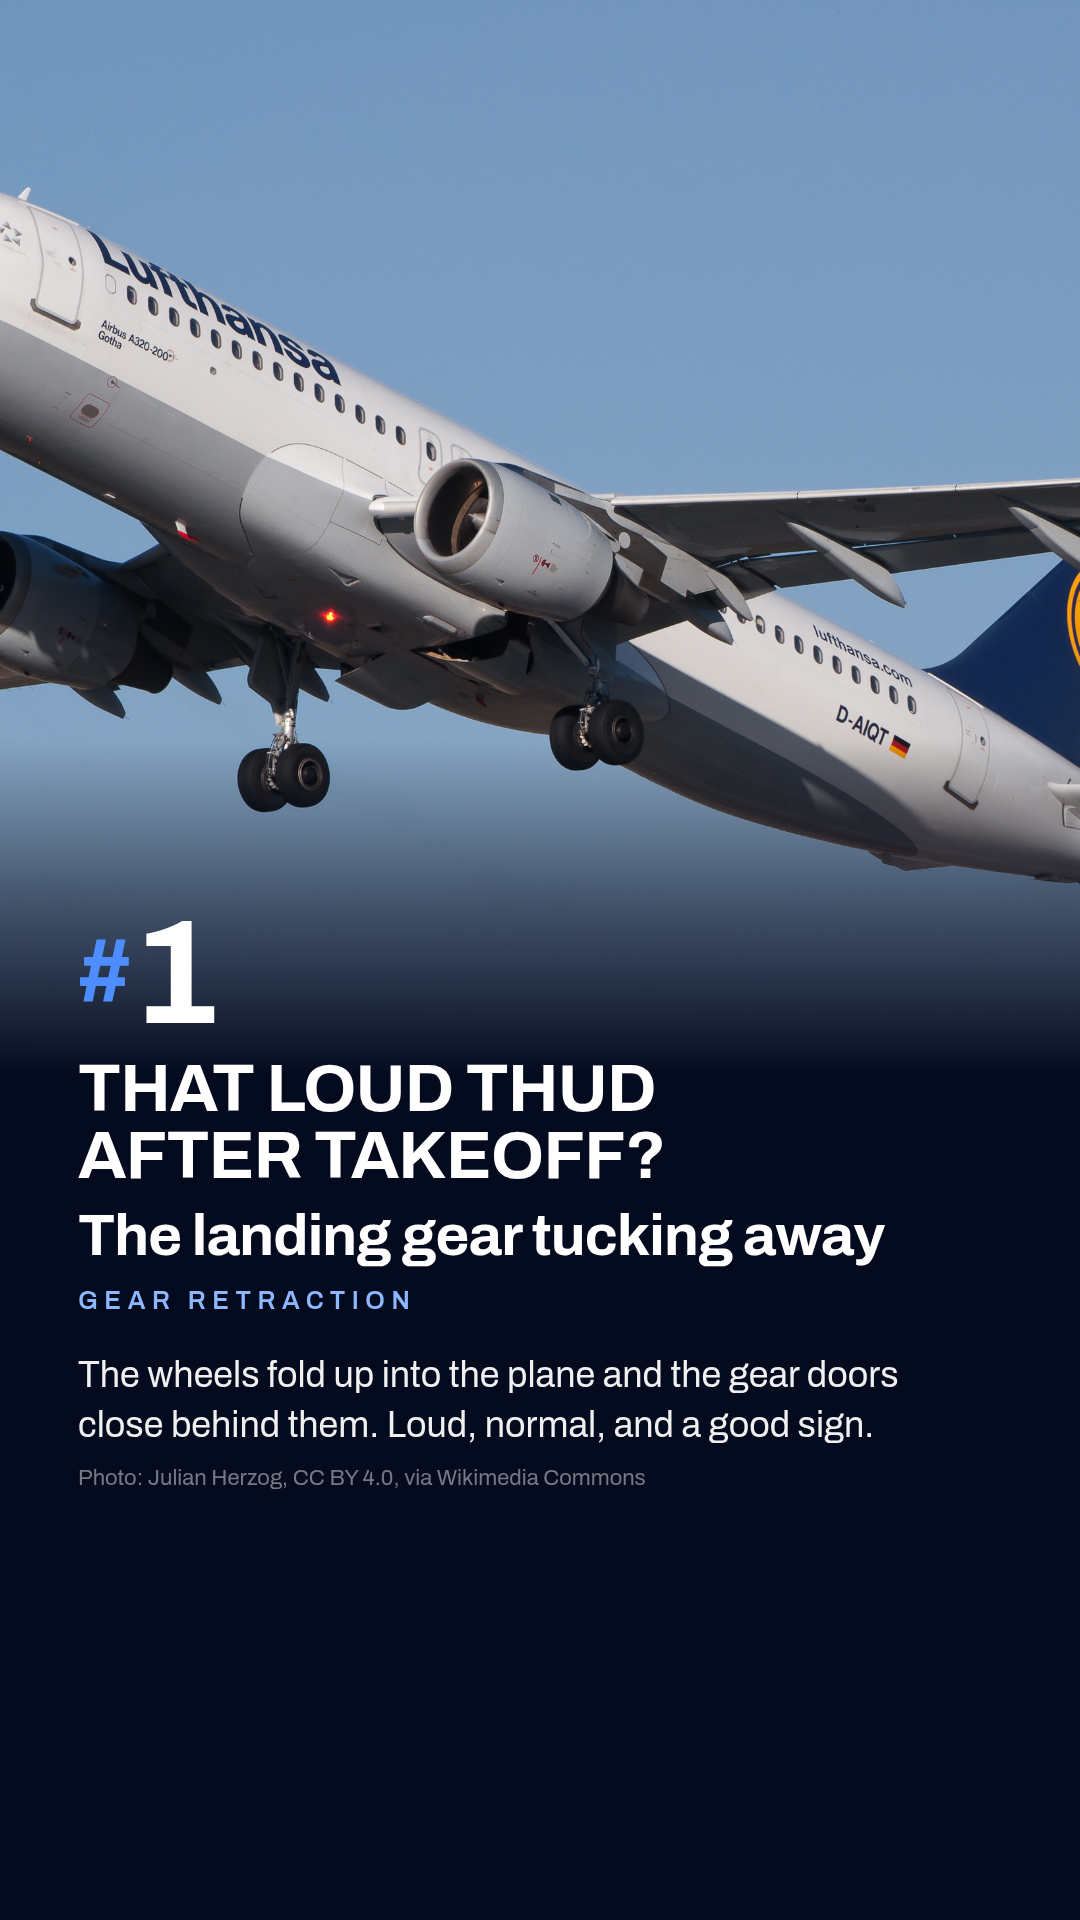 Lufthansa
Airbus A320-200
Gotha
lufthansa.com
D-AIQT
#1
THAT LOUD THUD
AFTER TAKEOFF?
The landing gear tucking away
GEAR RETRACTION
The wheels fold up into the plane and the gear doors
close behind them. Loud, normal, and a good sign.
Photo: Julian Herzog, CC BY 4.0, via Wikimedia Commons